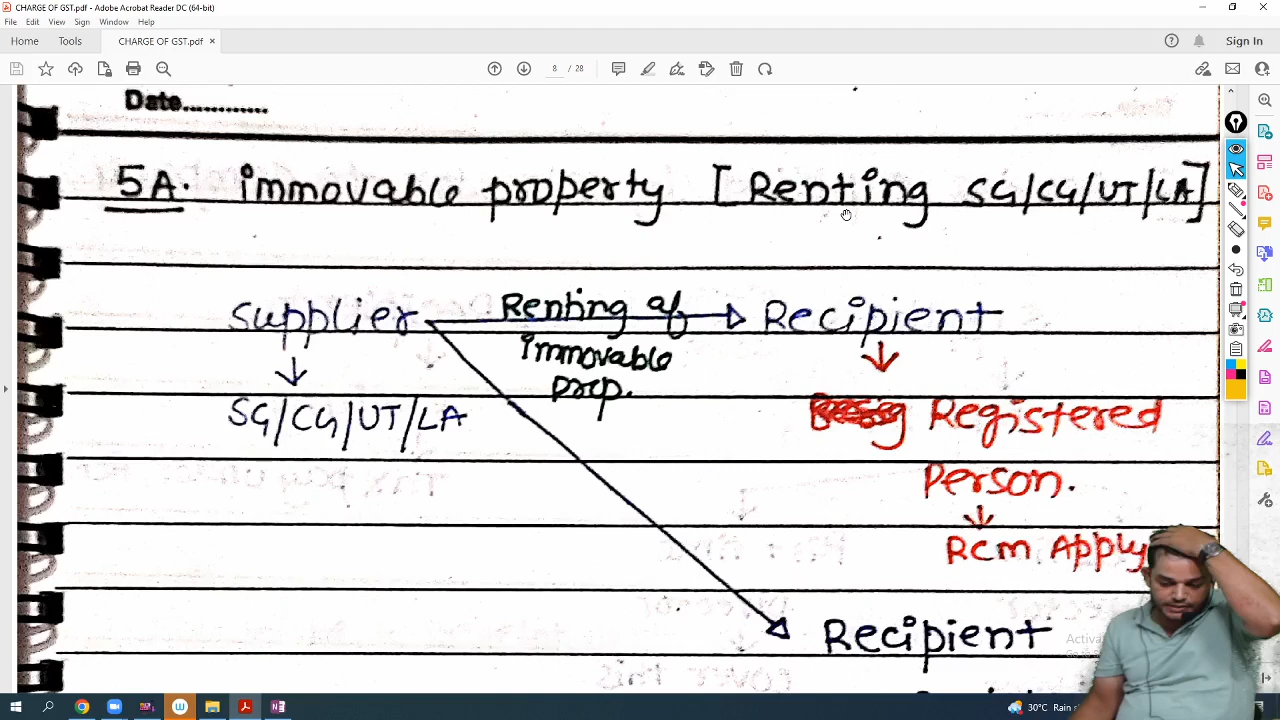 CHARGE OF GST.pdf - Adobe Acrobat Reader DC (64-bit)
File Edit View Sign Window Help
Home Tools CHARGE OF GST.pdf × Sign In
8 / 28
Date............
5A. immovable property [Renting SG/CG/UT/LA]
Supplier Renting of Recipient
immovable
prop.
SG/CG/UT/LA Registered
Person.
RCM Apply
Recipient
Activat
30°C Rain